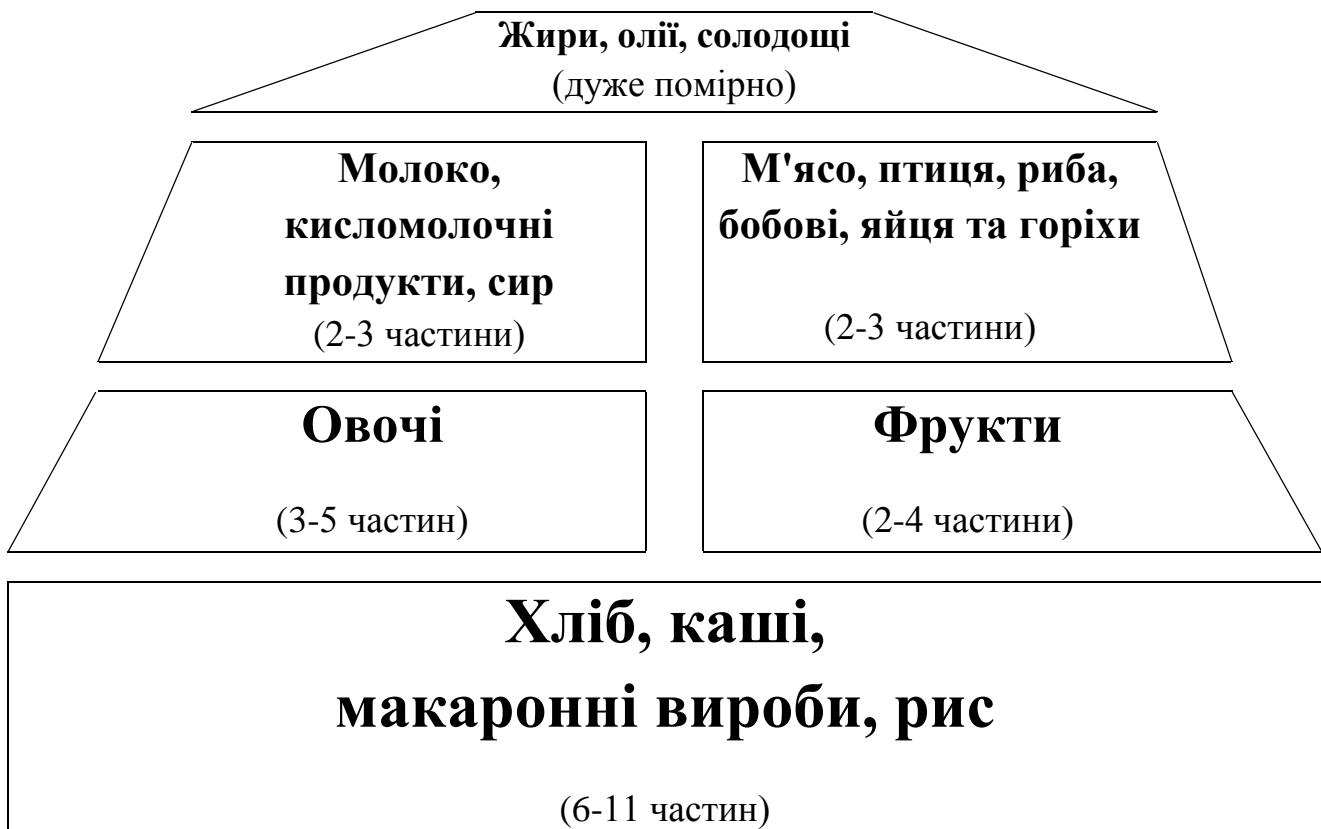 Жири, олії, солодощі
(дуже помірно)
Молоко,
кисломолочні
продукти, сир
(2-3 частини)
М'ясо, птиця, риба,
бобові, яйця та горіхи
(2-3 частини)
Овочі
(3-5 частин)
Фрукти
(2-4 частини)
Хліб, каші,
макаронні вироби, рис
(6-11 частин)